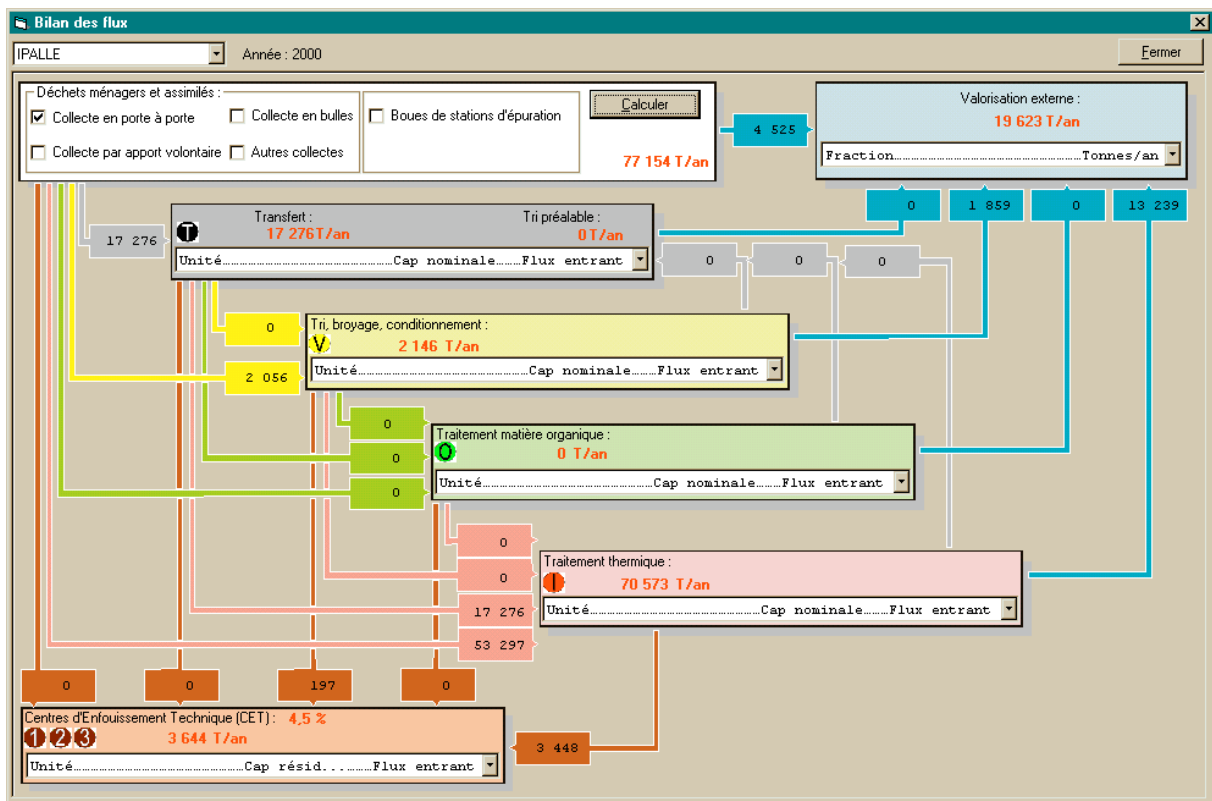 Bilan des flux
IPALLE
Année : 2000
Fermer
Déchets ménagers et assimilés :
Collecte en porte à porte
Collecte en bulles
Boues de stations d'épuration
Calculer
Collecte par apport volontaire
Autres collectes
77 154 T/an
4 525
Valorisation externe :
19 623 T/an
Fraction.....Tonnes/an
0
1 859
0
13 239
17 276
T
Transfert :
17 276T/an
Tri préalable :
0T/an
Unité.....Cap nominale.....Flux entrant
0
0
0
0
Tri, broyage, conditionnement :
V
2 146 T/an
2 056
Unité.....Cap nominale.....Flux entrant
0
Traitement matière organique :
O
0 T/an
0
Unité.....Cap nominale.....Flux entrant
0
0
Traitement thermique :
I
70 573 T/an
0
17 276
Unité.....Cap nominale.....Flux entrant
53 297
0
0
197
0
Centres d'Enfouissement Technique (CET) : 4,5 %
1 2 3
3 644 T/an
3 448
Unité.....Cap résid........Flux entrant